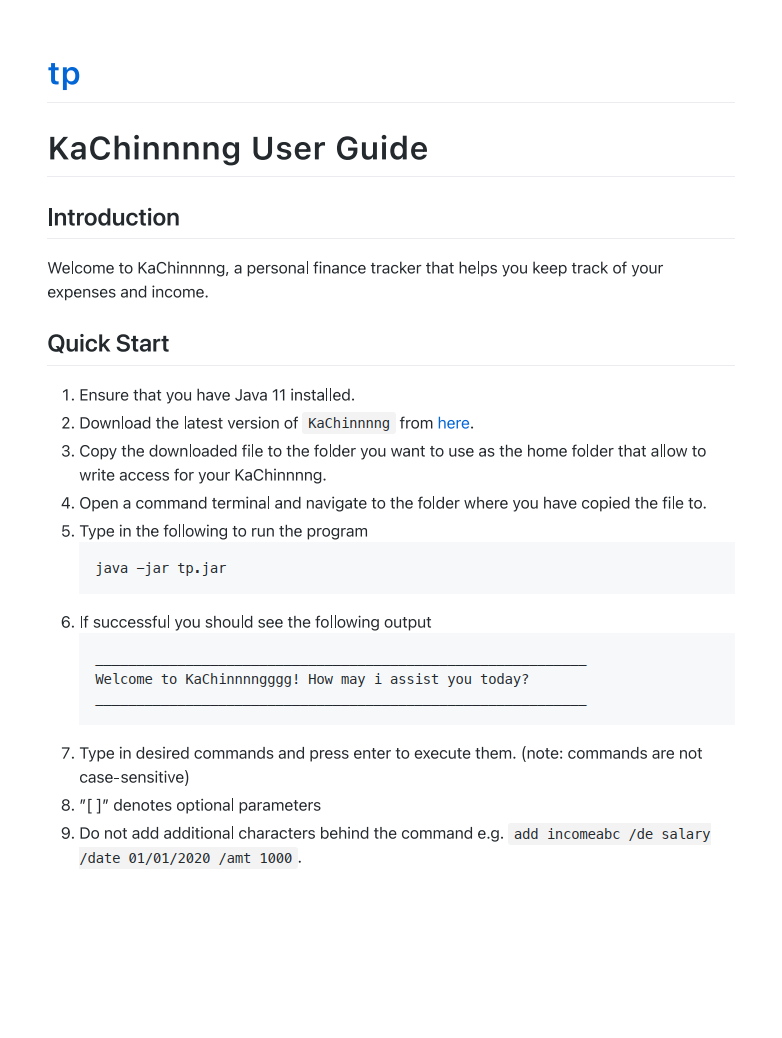 tp
KaChinnnng User Guide
Introduction
Welcome to KaChinnnng, a personal finance tracker that helps you keep track of your
expenses and income.
Quick Start
1. Ensure that you have Java 11 installed.
2. Download the latest version of KaChinnnng from here.
3. Copy the downloaded file to the folder you want to use as the home folder that allow to
write access for your KaChinnnng.
4. Open a command terminal and navigate to the folder where you have copied the file to.
5. Type in the following to run the program
java –jar tp.jar
6. If successful you should see the following output
____________________________________________________________
Welcome to KaChinnnngggg! How may i assist you today?
____________________________________________________________
7. Type in desired commands and press enter to execute them. (note: commands are not
case-sensitive)
8. "[ ]" denotes optional parameters
9. Do not add additional characters behind the command e.g. add incomeabc /de salary
/date 01/01/2020 /amt 1000 .